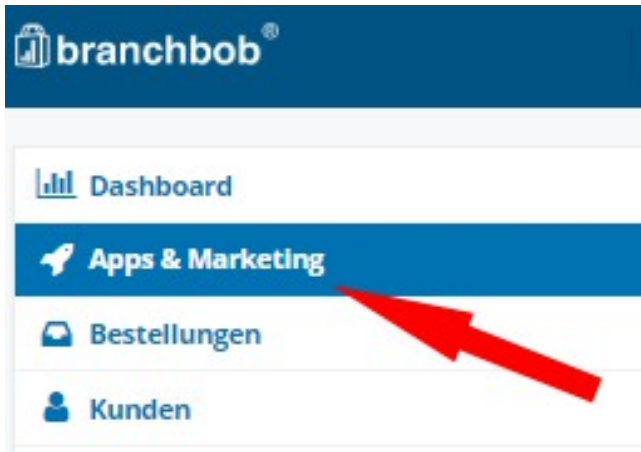 branchbob®
Dashboard
Apps & Marketing
Bestellungen
Kunden